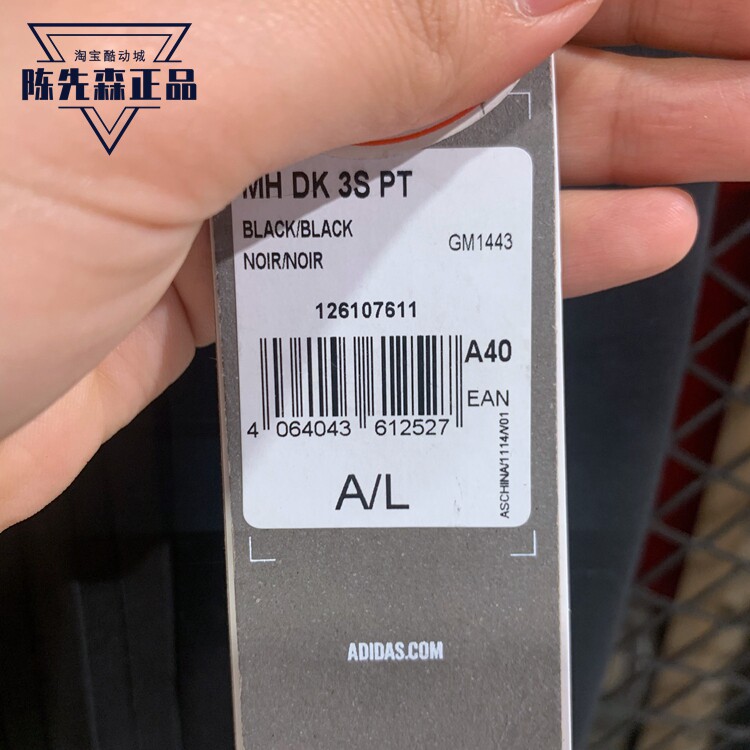 淘宝酷动城
陈先森正品
MH DK 3S PT
BLACK/BLACK
NOIR/NOIR
GM1443
126107611
A40
EAN
4 064043 612527
A/L
ASCHINA/1114/V01
ADIDAS.COM